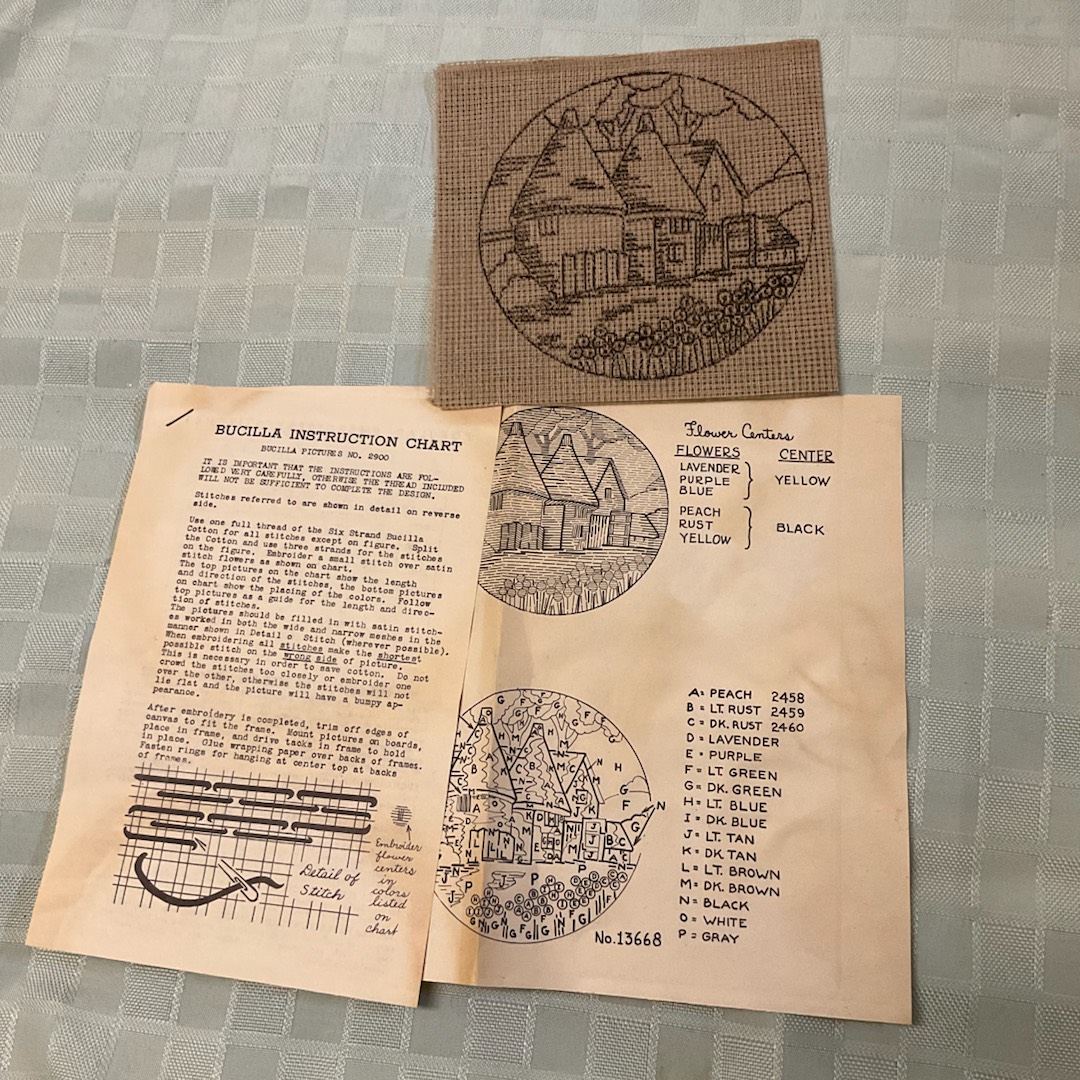 BUCILLA INSTRUCTION CHART
BUCILLA PICTURES NO. 2900
IT IS IMPORTANT THAT THE INSTRUCTIONS ARE FOL-
LOWED VERY CAREFULLY, OTHERWISE THE THREAD INCLUDED
WILL NOT BE SUFFICIENT TO COMPLETE THE DESIGN.
Stitches referred to are shown in detail on reverse
side.
Use one full thread of the Six Strand Bucilla
Cotton for all stitches except on figure. Split
the Cotton and use three strands for the stitches
on the figure. Embroider a small stitch over satin
stitch flowers as shown on chart.
The top pictures on the chart show the length
and direction of the stitches, the bottom pictures
on chart show the placing of the colors. Follow
top pictures as a guide for the length and direc-
tion of stitches.
The pictures should be filled in with satin stitch-
es worked in both the wide and narrow meshes in the
manner shown in Detail o Stitch (wherever possible).
When embroidering all stitches make the shortest
possible stitch on the wrong side of picture.
This is necessary in order to save cotton. Do not
crowd the stitches too closely or embroider one
over the other, otherwise the stitches will not
lie flat and the picture will have a bumpy ap-
pearance.
After embroidery is completed, trim off edges of
canvas to fit the frame. Mount pictures on boards,
place in frame, and drive tacks in frame to hold
in place. Glue wrapping paper over backs of frames.
Fasten rings for hanging at center top at backs
of frames.
Detail of
Stitch
Embroider
flower
centers
in
colors
listed
on
chart
Flower Centers
FLOWERS CENTER
LAVENDER
PURPLE
BLUE
YELLOW
PEACH
RUST
YELLOW
BLACK
A = PEACH 2458
B = LT. RUST 2459
C = DK. RUST 2460
D = LAVENDER
E = PURPLE
F = LT. GREEN
G = DK. GREEN
H = LT. BLUE
I = DK. BLUE
J = LT. TAN
K = DK. TAN
L = LT. BROWN
M = DK. BROWN
N = BLACK
O = WHITE
P = GRAY
No. 13668